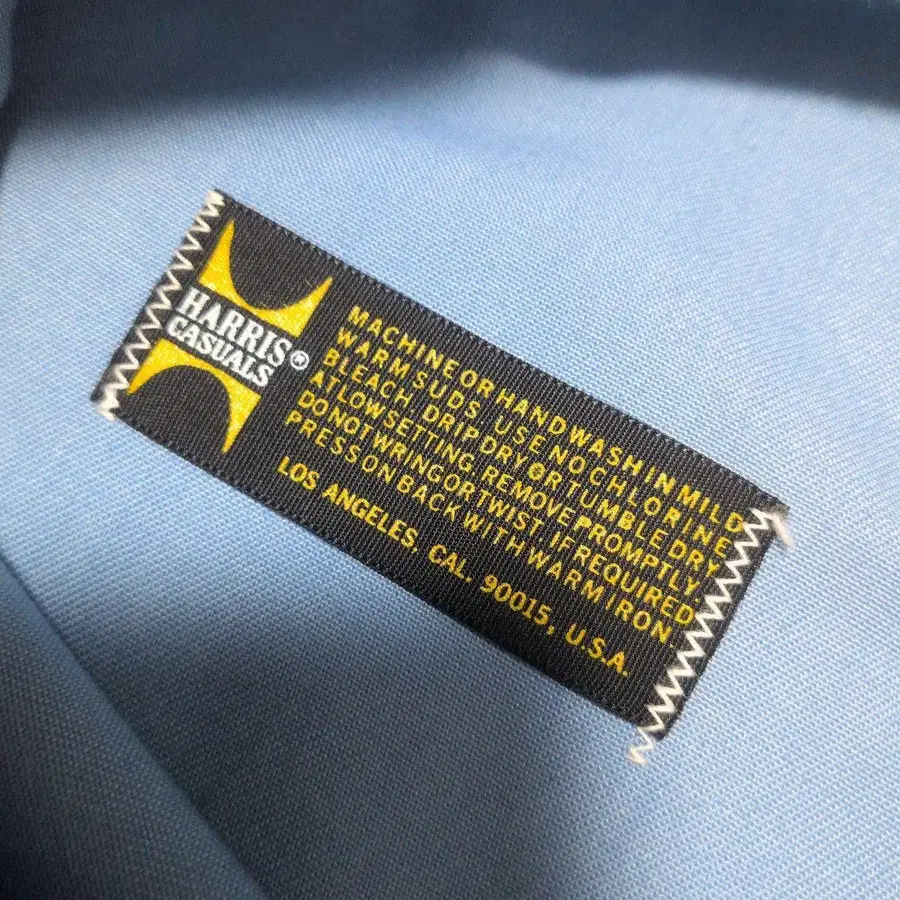 HARRIS®
CASUALS
MACHINE OR HAND WASH IN MILD
WARM SUDS. USE NO CHLORINE
BLEACH. DRIP DRY OR TUMBLE DRY
AT LOW SETTING. REMOVE PROMPTLY.
DO NOT WRING OR TWIST. IF REQUIRED
PRESS ON BACK WITH WARM IRON.
LOS ANGELES, CAL. 90015, U.S.A.